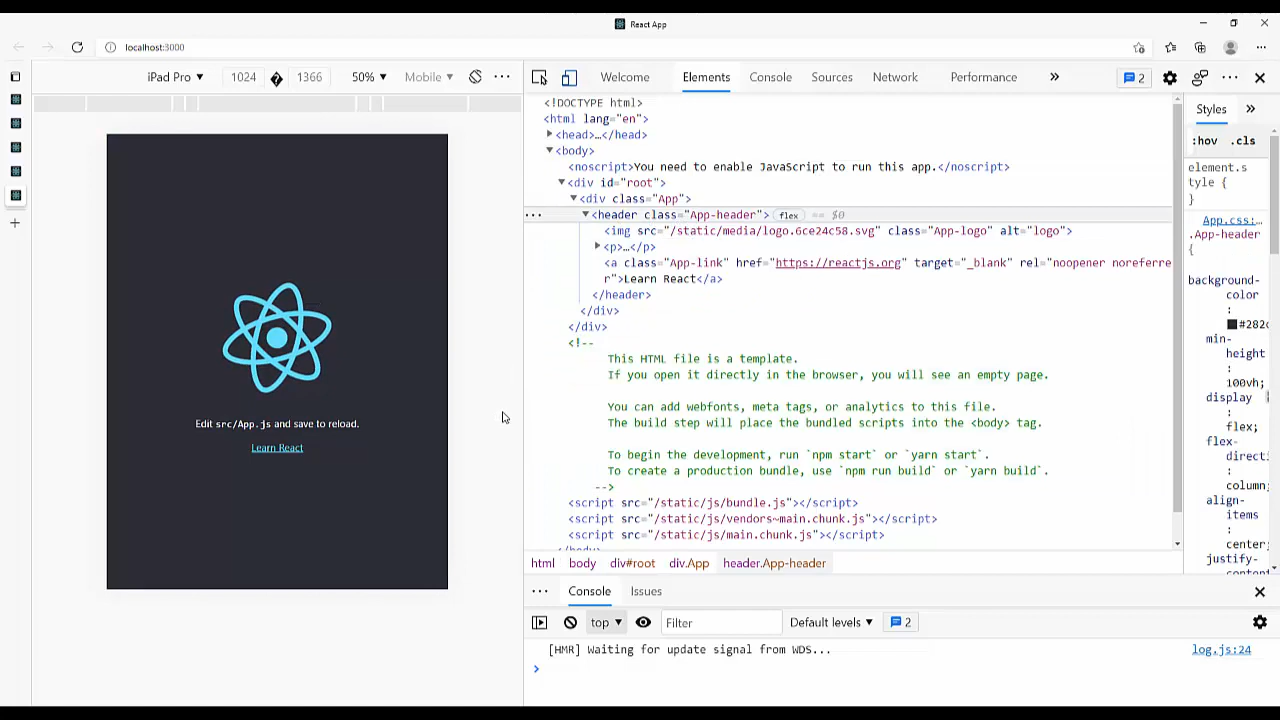 React App
localhost:3000
iPad Pro 1024 1366 50% Mobile
Welcome Elements Console Sources Network Performance 2
<!DOCTYPE html>
<html lang="en">
<head>…</head>
<body>
<noscript>You need to enable JavaScript to run this app.</noscript>
<div id="root">
<div class="App">
<header class="App-header"> flex == $0
<img src="/static/media/logo.6ce24c58.svg" class="App-logo" alt="logo">
<p>…</p>
<a class="App-link" href="https://reactjs.org" target="_blank" rel="noopener noreferre
r">Learn React</a>
</header>
</div>
</div>
<!--
This HTML file is a template.
If you open it directly in the browser, you will see an empty page.
You can add webfonts, meta tags, or analytics to this file.
The build step will place the bundled scripts into the <body> tag.
To begin the development, run `npm start` or `yarn start`.
To create a production bundle, use `npm run build` or `yarn build`.
-->
<script src="/static/js/bundle.js"></script>
<script src="/static/js/vendors~main.chunk.js"></script>
<script src="/static/js/main.chunk.js"></script>
html body div#root div.App header.App-header
Styles
:hov .cls
element.s
tyle {
}
App.css:…
.App-header
{
background-
color
:
#282c
min-
height
:
100vh;
display
:
flex;
flex-
directi
:
column;
align-
items
:
center;
justify-
Edit src/App.js and save to reload.
Learn React
Console Issues
top Filter Default levels 2
[HMR] Waiting for update signal from WDS... log.js:24